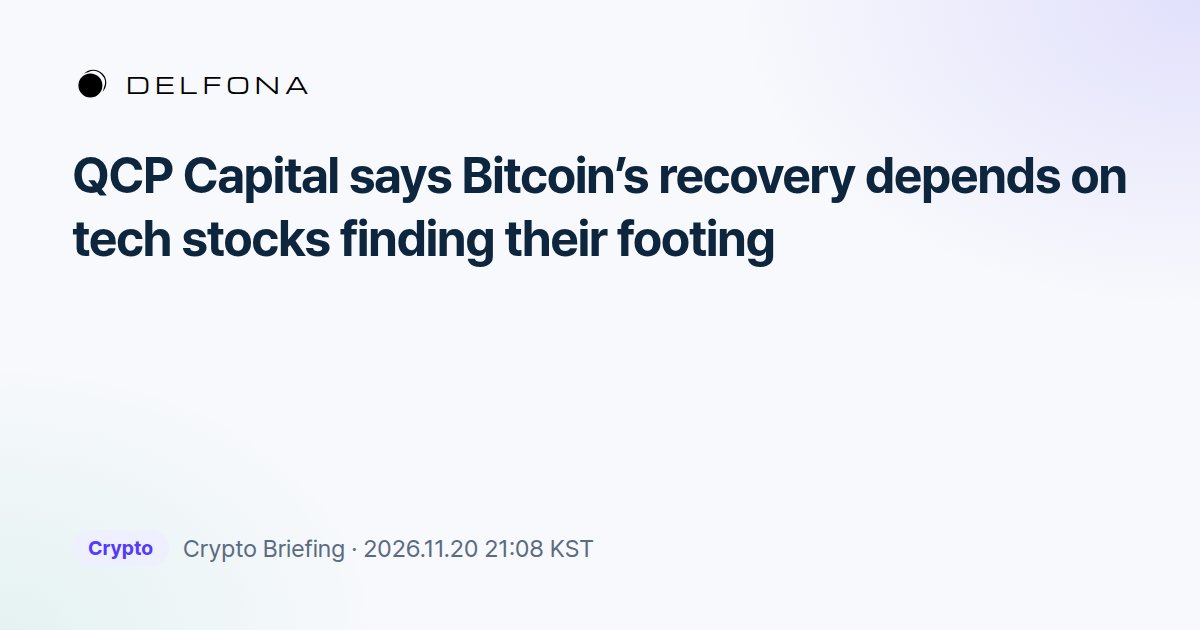 DELFONA
QCP Capital says Bitcoin’s recovery depends on
tech stocks finding their footing
Crypto Crypto Briefing · 2026.11.20 21:08 KST